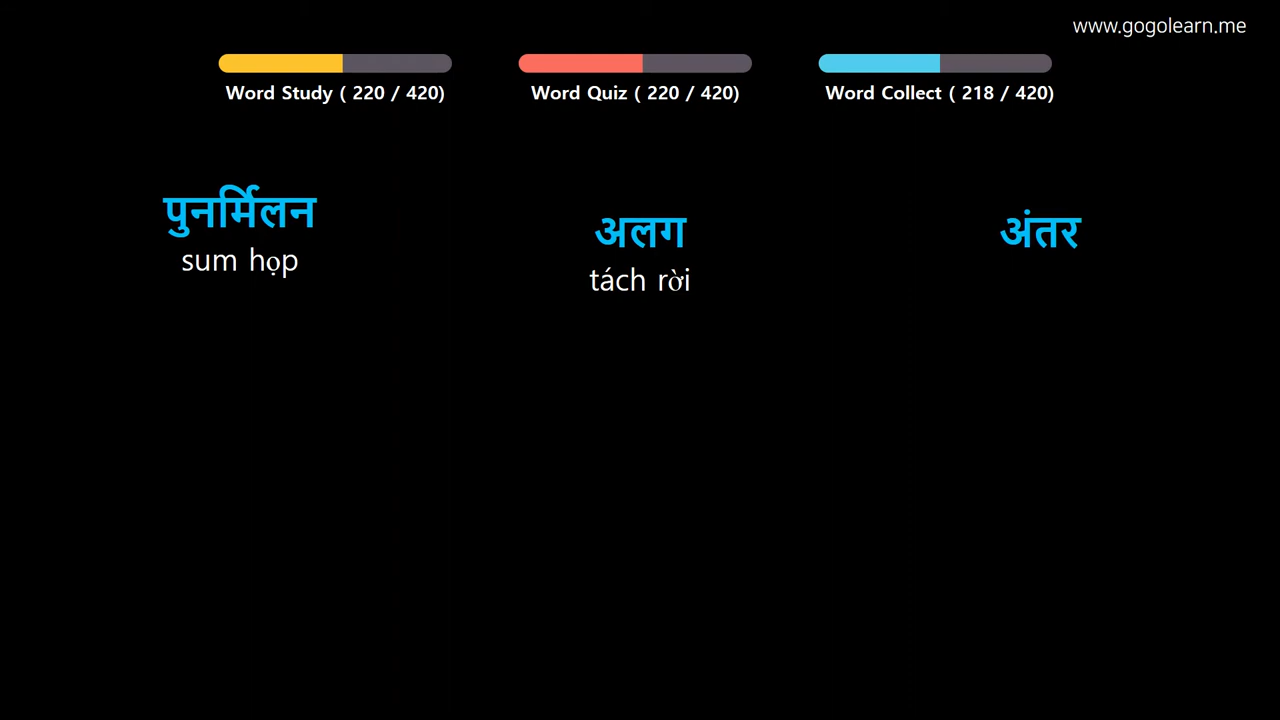 www.gogolearn.me
Word Study ( 220 / 420)
Word Quiz ( 220 / 420)
Word Collect ( 218 / 420)
पुनर्मिलन
sum họp
अलग
tách rời
अंतर